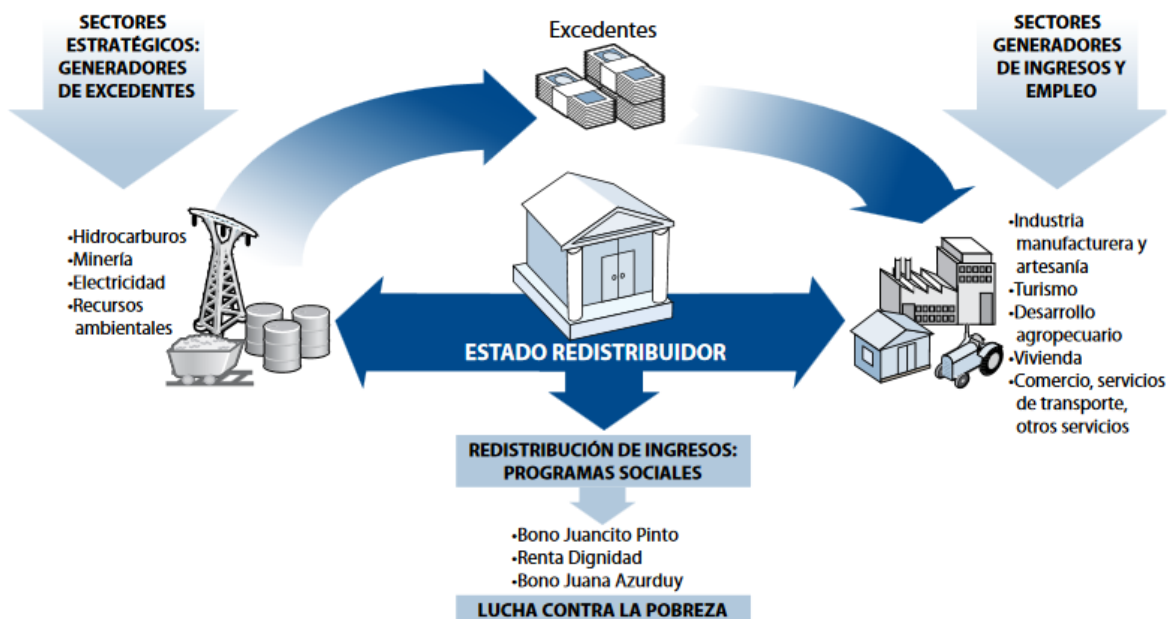 SECTORES
ESTRATÉGICOS:
GENERADORES
DE EXCEDENTES
Excedentes
SECTORES
GENERADORES
DE INGRESOS Y
EMPLEO
•Hidrocarburos
•Minería
•Electricidad
•Recursos
ambientales
ESTADO REDISTRIBUIDOR
•Industria
manufacturera y
artesanía
•Turismo
•Desarrollo
agropecuario
•Vivienda
•Comercio, servicios
de transporte,
otros servicios
REDISTRIBUCIÓN DE INGRESOS:
PROGRAMAS SOCIALES
•Bono Juancito Pinto
•Renta Dignidad
•Bono Juana Azurduy
LUCHA CONTRA LA POBREZA